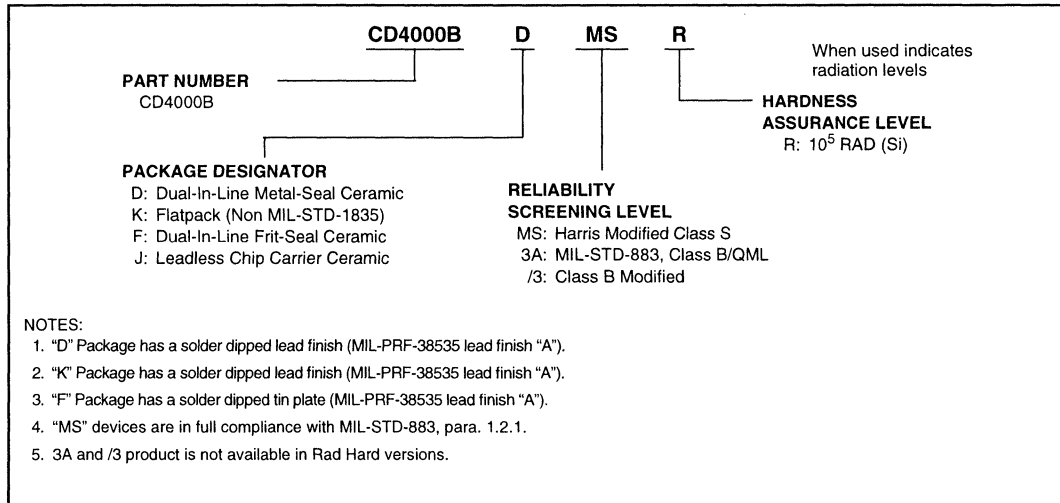 CD4000B D MS R
When used indicates
radiation levels
PART NUMBER
CD4000B
HARDNESS
ASSURANCE LEVEL
R: 10⁵ RAD (Si)
PACKAGE DESIGNATOR
D: Dual-In-Line Metal-Seal Ceramic
K: Flatpack (Non MIL-STD-1835)
F: Dual-In-Line Frit-Seal Ceramic
J: Leadless Chip Carrier Ceramic
RELIABILITY
SCREENING LEVEL
MS: Harris Modified Class S
3A: MIL-STD-883, Class B/QML
/3: Class B Modified
NOTES:
1. “D” Package has a solder dipped lead finish (MIL-PRF-38535 lead finish “A”).
2. “K” Package has a solder dipped lead finish (MIL-PRF-38535 lead finish “A”).
3. “F” Package has a solder dipped tin plate (MIL-PRF-38535 lead finish “A”).
4. “MS” devices are in full compliance with MIL-STD-883, para. 1.2.1.
5. 3A and /3 product is not available in Rad Hard versions.